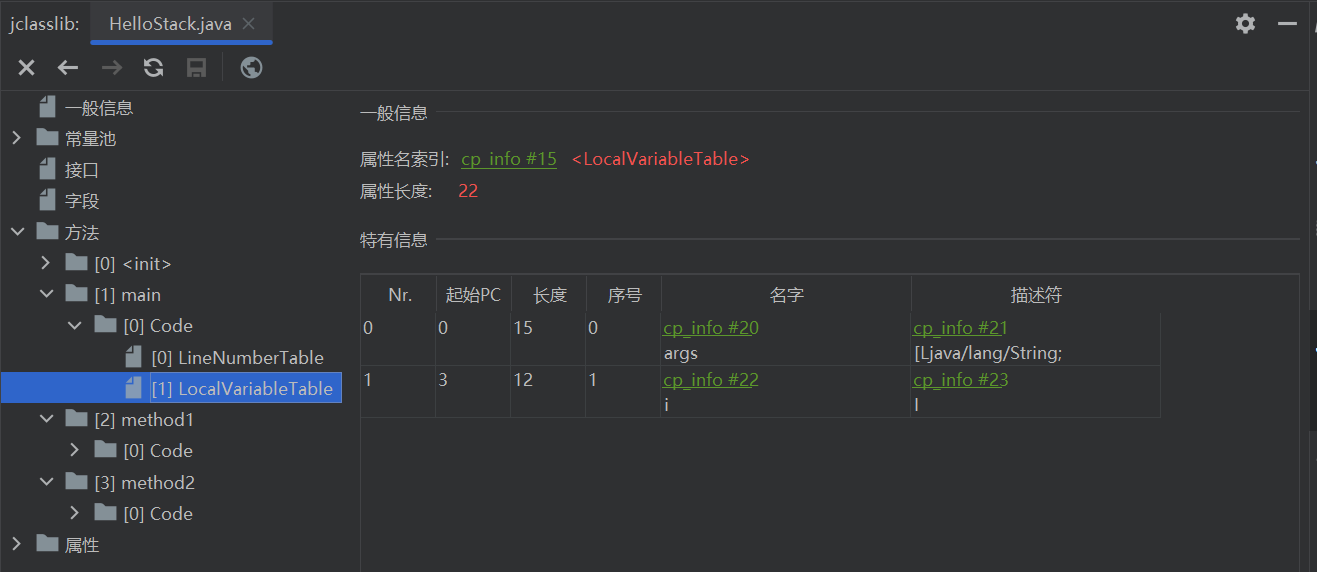 jclasslib: HelloStack.java
一般信息
常量池
接口
字段
方法
[0] <init>
[1] main
[0] Code
[0] LineNumberTable
[1] LocalVariableTable
[2] method1
[0] Code
[3] method2
[0] Code
属性
一般信息
属性名索引: cp_info #15 <LocalVariableTable>
属性长度: 22
特有信息
Nr. 起始PC 长度 序号 名字 描述符
0 0 15 0 cp_info #20 cp_info #21
args [Ljava/lang/String;
1 3 12 1 cp_info #22 cp_info #23
i I